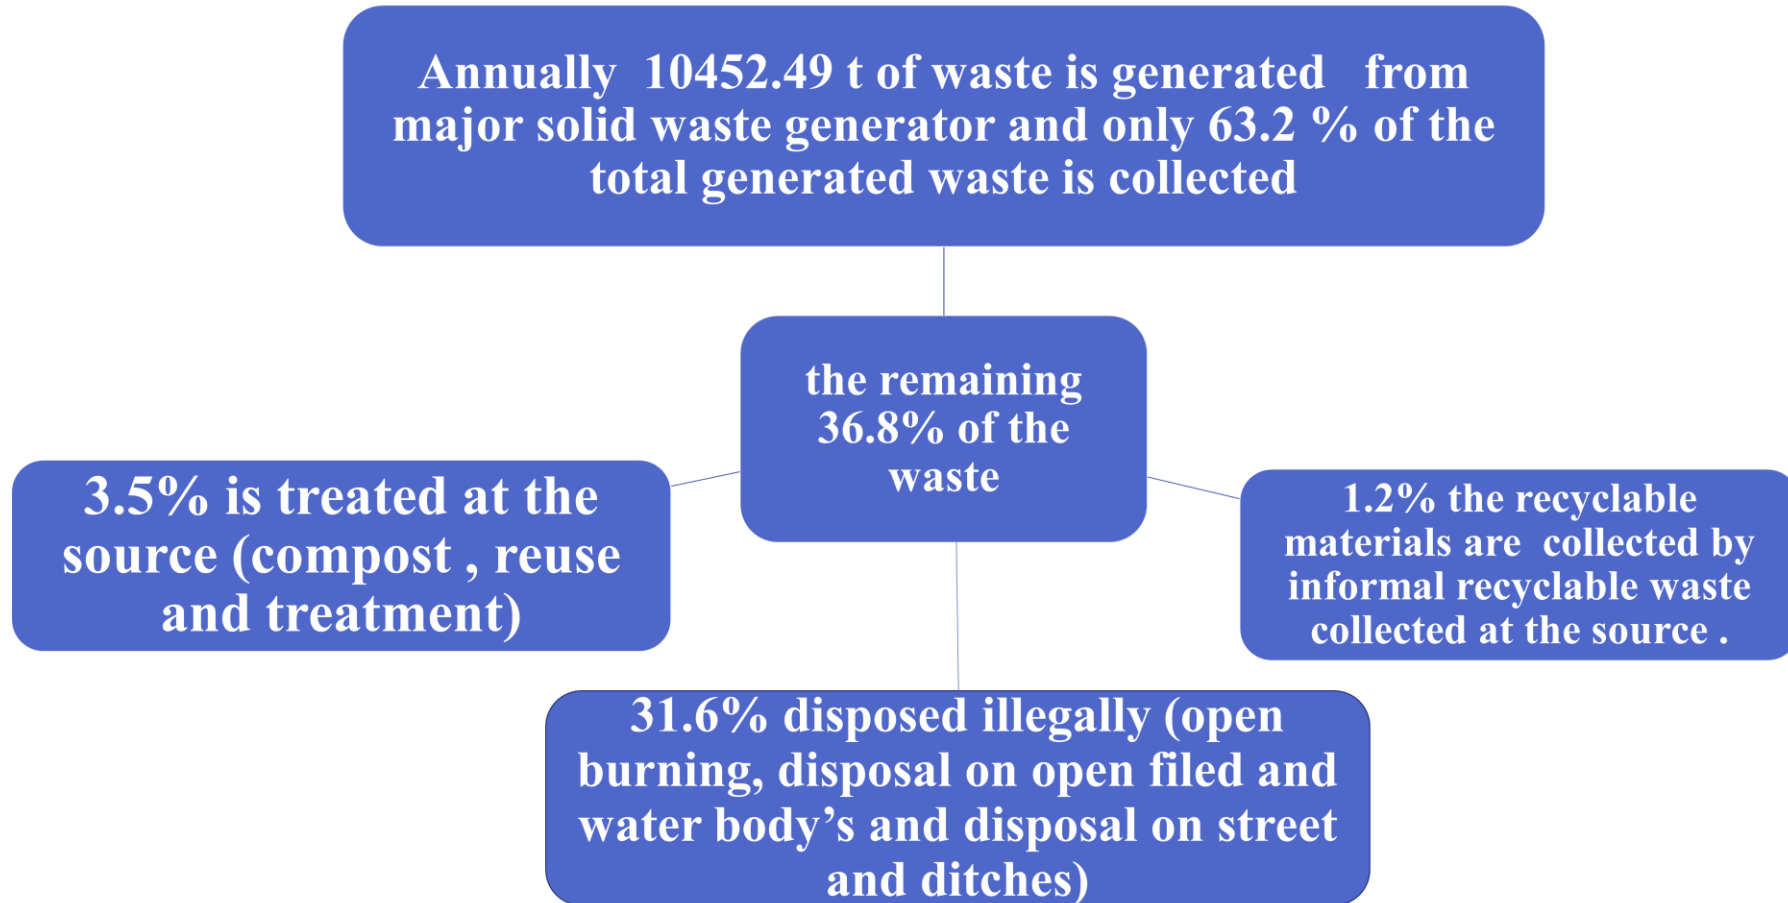 Annually 10452.49 t of waste is generated from
major solid waste generator and only 63.2 % of the
total generated waste is collected
the remaining
36.8% of the
waste
3.5% is treated at the
source (compost , reuse
and treatment)
1.2% the recyclable
materials are collected by
informal recyclable waste
collected at the source .
31.6% disposed illegally (open
burning, disposal on open filed and
water body’s and disposal on street
and ditches)